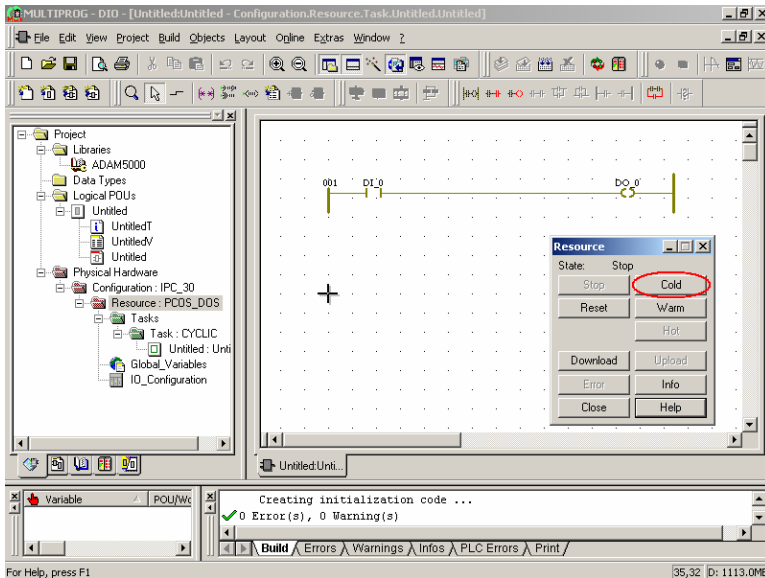 MULTIPROG - DIO - [Untitled:Untitled - Configuration.Resource.Task.Untitled.Untitled]
File Edit View Project Build Objects Layout Online Extras Window ?
Project
Libraries
ADAM5000
Data Types
Logical POUs
Untitled
UntitledT
UntitledV
Untitled
Physical Hardware
Configuration : IPC_30
Resource : PCOS_DOS
Tasks
Task : CYCLIC
Untitled : Unti
Global_Variables
IO_Configuration
001 DI_0 DO_0
Resource
State: Stop
Stop Cold
Reset Warm
Hot
Download Upload
Error Info
Close Help
Untitled:Unti...
Variable POU/Wo
Creating initialization code ...
0 Error(s), 0 Warning(s)
Build Errors Warnings Infos PLC Errors Print
For Help, press F1 35,32 D: 1113.0MB